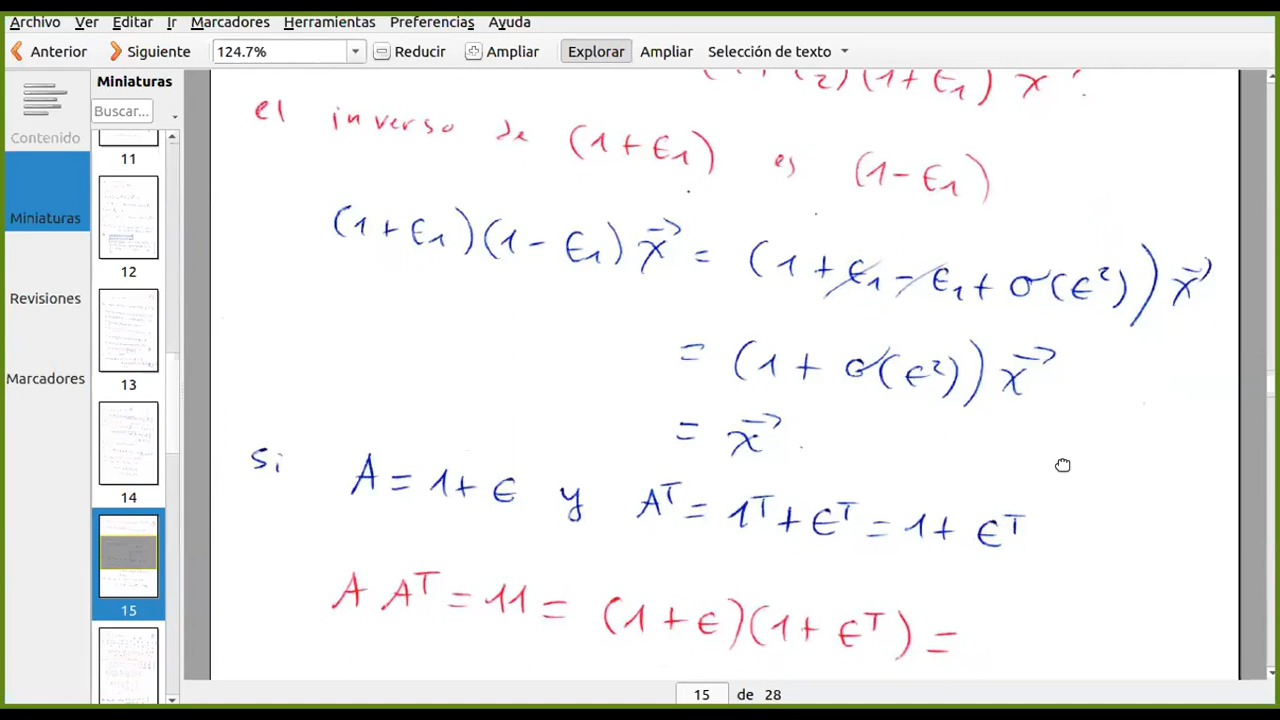 Archivo Ver Editar Ir Marcadores Herramientas Preferencias Ayuda
Anterior Siguiente 124.7% Reducir Ampliar Explorar Ampliar Selección de texto
Contenido
Miniaturas
Revisiones
Marcadores
Miniaturas
Buscar...
11
12
13
14
15
)(1+ϵ₁) x⃗.
el inverso de (1+ϵ₁) es (1-ϵ₁)
(1+ϵ₁)(1-ϵ₁)x⃗ = (1+ϵ₁-ϵ₁+σ(ϵ²))x⃗
= (1+σ(ϵ²))x⃗
= x⃗.
Si A = 1+ϵ y Aᵀ = 1ᵀ+ϵᵀ = 1+ϵᵀ
A Aᵀ = 11 = (1+ϵ)(1+ϵᵀ) =
15 de 28